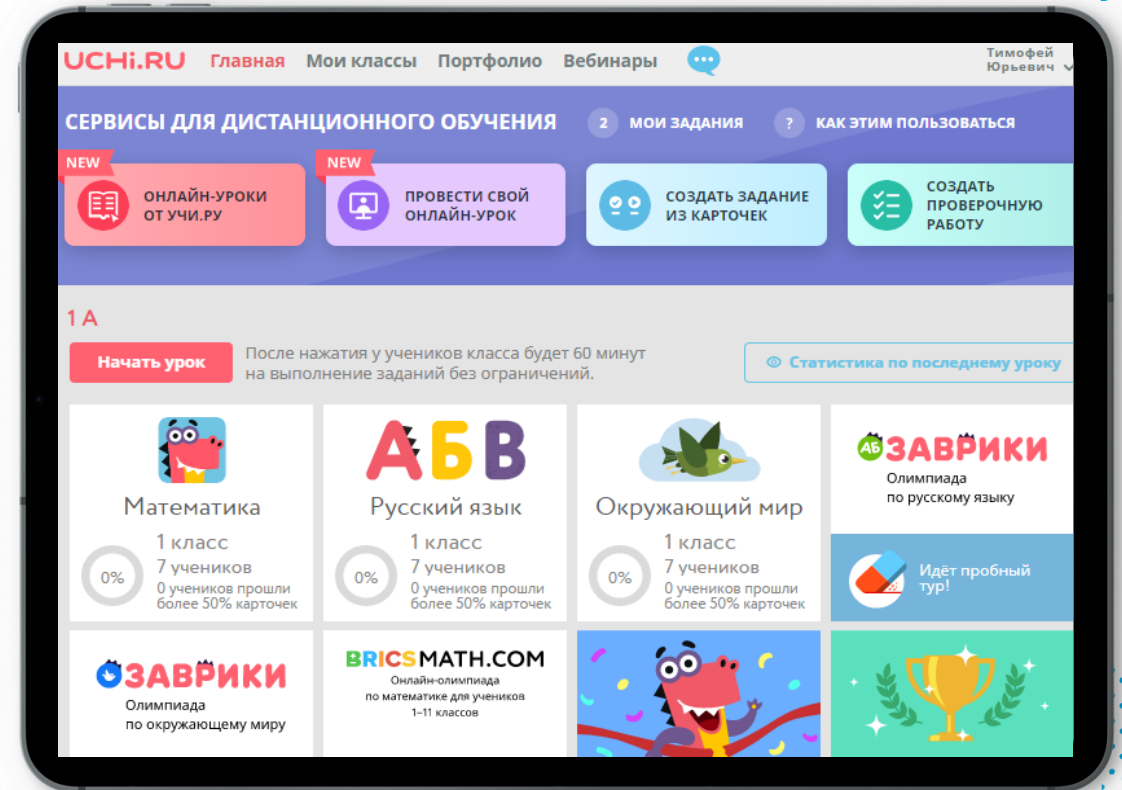 UCHi.RU Главная Мои классы Портфолио Вебинары
Тимофей
Юрьевич
СЕРВИСЫ ДЛЯ ДИСТАНЦИОННОГО ОБУЧЕНИЯ 2 МОИ ЗАДАНИЯ ? КАК ЭТИМ ПОЛЬЗОВАТЬСЯ
NEW
ОНЛАЙН-УРОКИ
ОТ УЧИ.РУ
NEW
ПРОВЕСТИ СВОЙ
ОНЛАЙН-УРОК
СОЗДАТЬ ЗАДАНИЕ
ИЗ КАРТОЧЕК
СОЗДАТЬ
ПРОВЕРОЧНУЮ
РАБОТУ
1 А
Начать урок
После нажатия у учеников класса будет 60 минут
на выполнение заданий без ограничений.
Статистика по последнему уроку
Математика
1 класс
7 учеников
0%
0 учеников прошли
более 50% карточек
АБВ
Русский язык
1 класс
7 учеников
0%
0 учеников прошли
более 50% карточек
Окружающий мир
1 класс
7 учеников
0%
0 учеников прошли
более 50% карточек
АБ ЗАВРИКИ
Олимпиада
по русскому языку
Идёт пробный
тур!
ЗАВРИКИ
Олимпиада
по окружающему миру
BRICSMATH.COM
Онлайн-олимпиада
по математике для учеников
1–11 классов